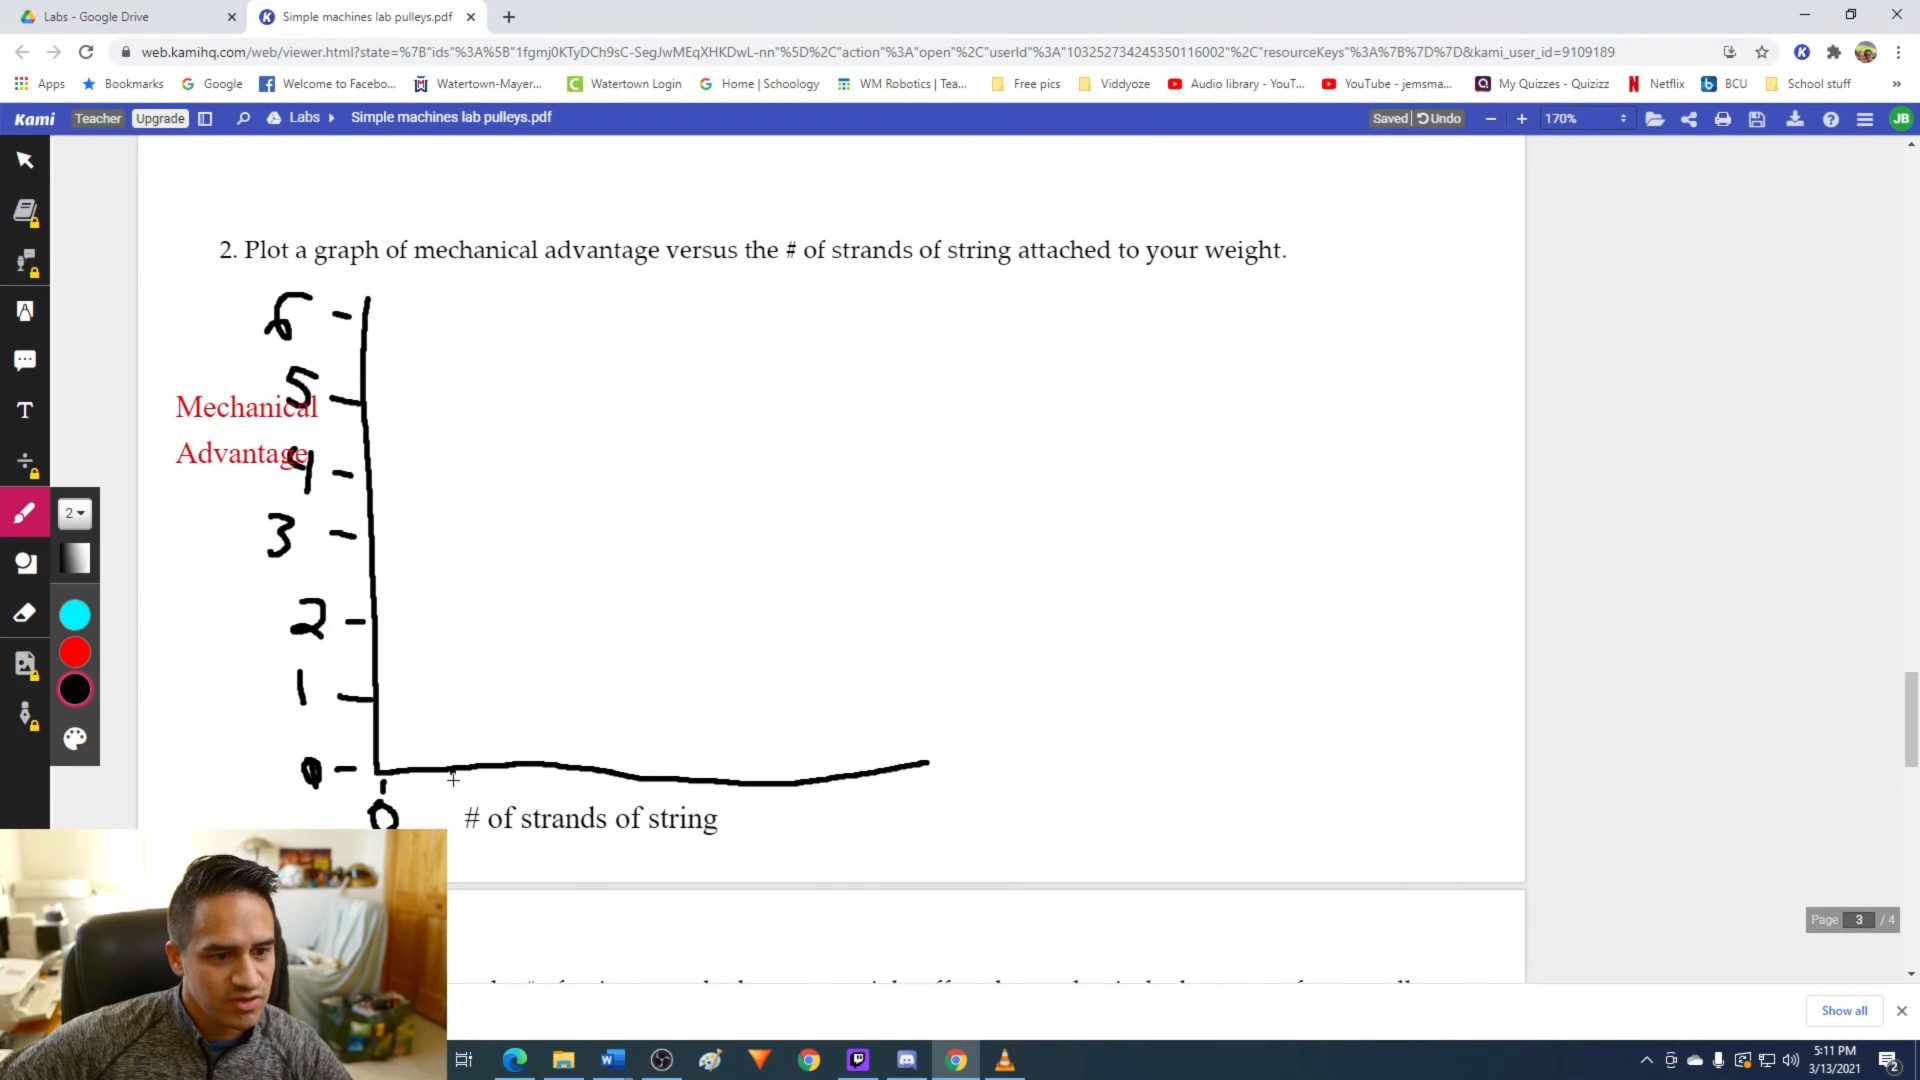 Labs - Google Drive
Simple machines lab pulleys.pdf
web.kamihq.com/web/viewer.html?state=%7B"ids"%3A%5B"1fgmj0KTyDCh9sC-SegJwMEqXHKDwL-nn"%5D%2C"action"%3A"open"%2C"userId"%3A"103252734245350116002"%2C"resourceKeys"%3A%7B%7D%7D&kami_user_id=9109189
Apps Bookmarks Google Welcome to Facebo... Watertown-Mayer... Watertown Login Home | Schoology WM Robotics | Tea... Free pics Viddyoze Audio library - YouT... YouTube - jemsma... My Quizzes - Quizizz Netflix BCU School stuff »
Kami Teacher Upgrade Labs Simple machines lab pulleys.pdf Saved Undo 170% JB
2. Plot a graph of mechanical advantage versus the # of strands of string attached to your weight.
6
5
Mechanical
Advantage
4
3
2
1
0
0
# of strands of string
2
Page 3 / 4
Show all
5:11 PM
3/13/2021
2